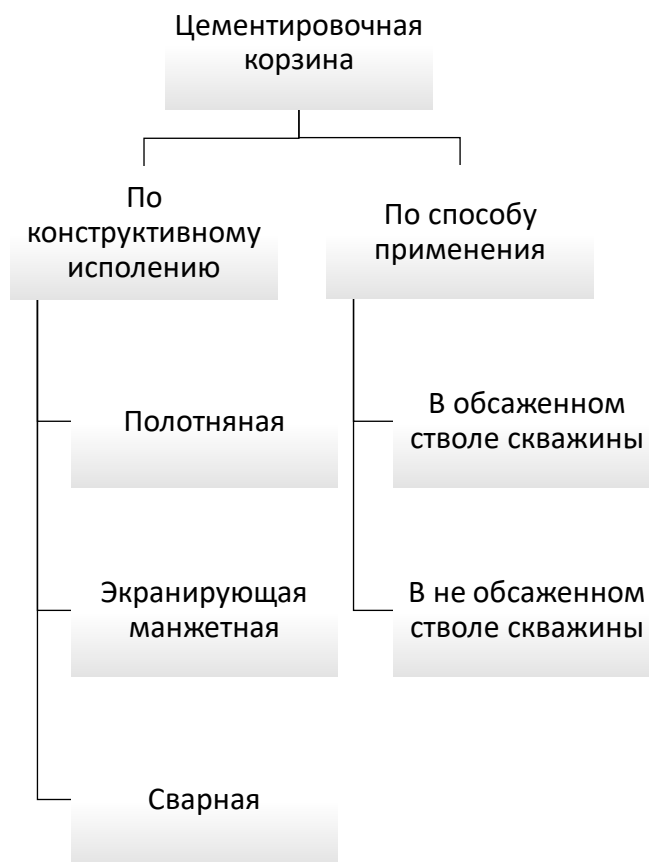 Цементировочная
корзина
По
конструктивному
исполению
По способу
применения
Полотняная
В обсаженном
стволе скважины
Экранирующая
манжетная
В не обсаженном
стволе скважины
Сварная